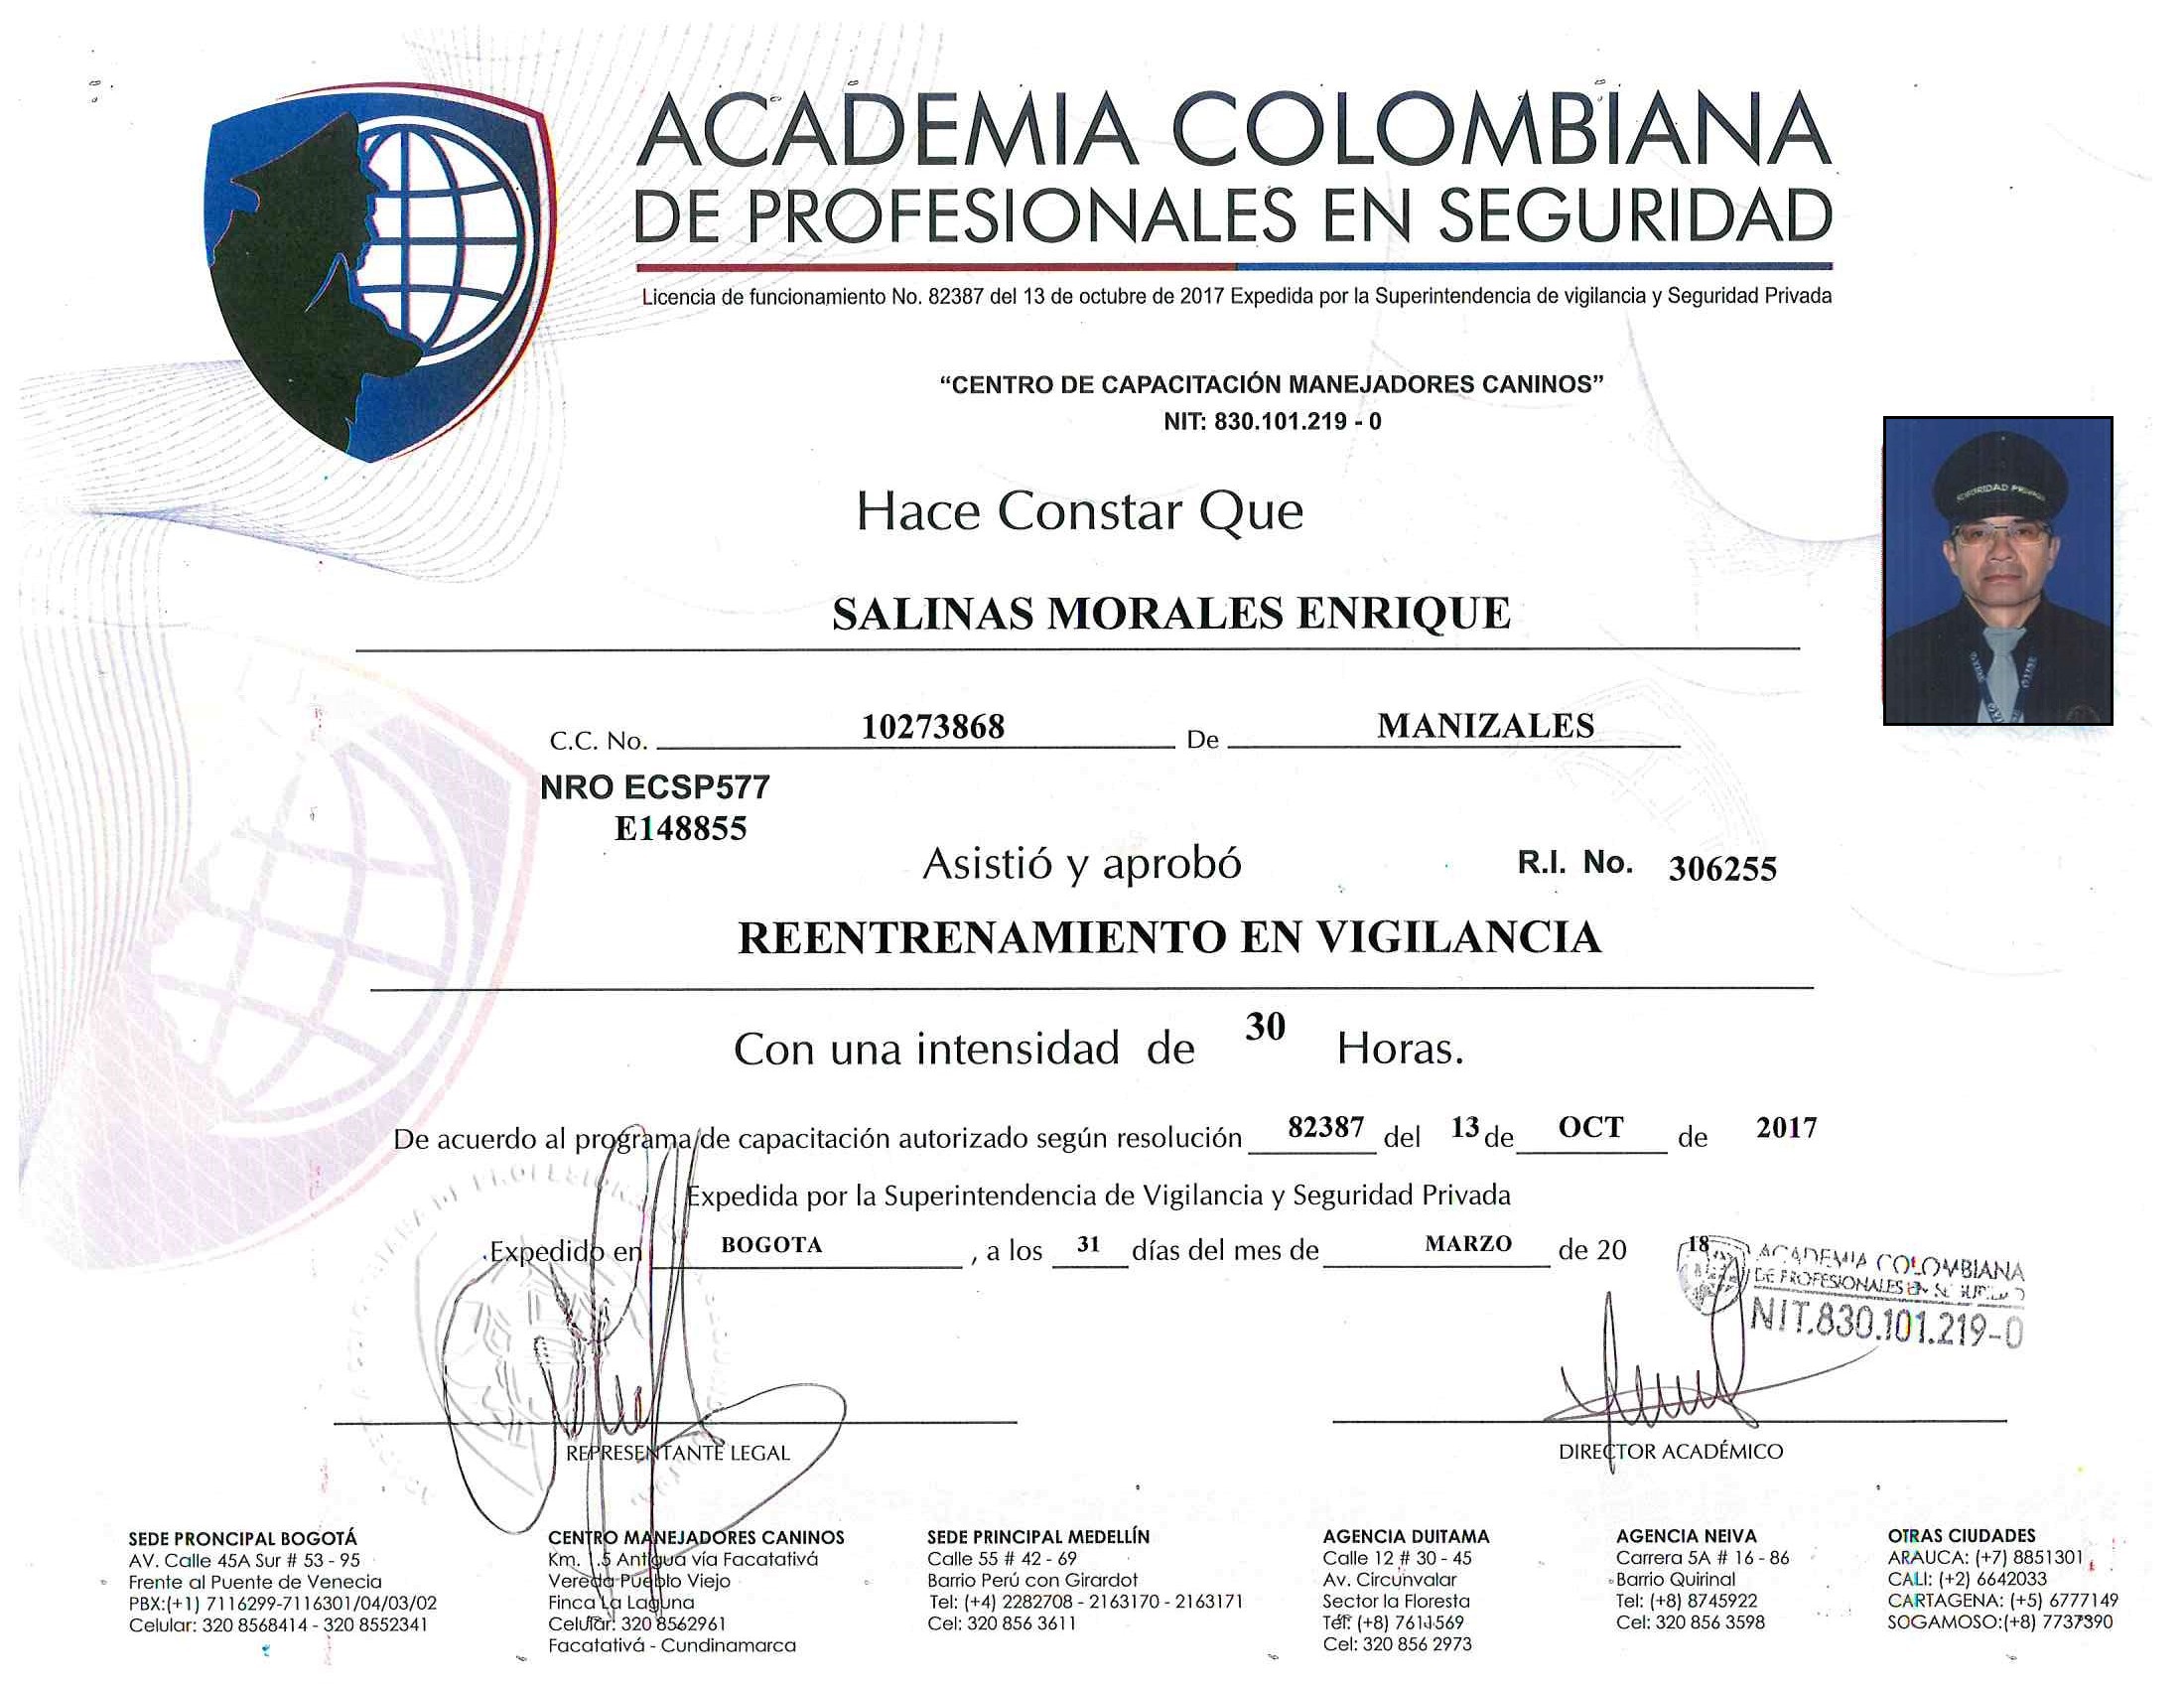 ACADEMIA COLOMBIANA
DE PROFESIONALES EN SEGURIDAD
Licencia de funcionamiento No. 82387 del 13 de octubre de 2017 Expedida por la Superintendencia de vigilancia y Seguridad Privada
“CENTRO DE CAPACITACIÓN MANEJADORES CANINOS”
NIT: 830.101.219 - 0
Hace Constar Que
SALINAS MORALES ENRIQUE
C.C. No. 10273868 De MANIZALES
NRO ECSP577
E148855
Asistió y aprobó R.I. No. 306255
REENTRENAMIENTO EN VIGILANCIA
Con una intensidad de 30 Horas.
De acuerdo al programa de capacitación autorizado según resolución 82387 del 13 de OCT de 2017
Expedida por la Superintendencia de Vigilancia y Seguridad Privada
Expedido en BOGOTA, a los 31 días del mes de MARZO de 20 18
ACADEMIA COLOMBIANA
DE PROFESIONALES EN SEGURIDAD
NIT.830.101.219-0
REPRESENTANTE LEGAL
DIRECTOR ACADÉMICO
SEDE PRONCIPAL BOGOTÁ
AV. Calle 45A Sur # 53 - 95
Frente al Puente de Venecia
PBX:(+1) 7116299-7116301/04/03/02
Celular: 320 8568414 - 320 8552341
CENTRO MANEJADORES CANINOS
Km. 1.5 Antigua vía Facatativá
Vereda Pueblo Viejo
Finca La Laguna
Celular: 320 8562961
Facatativá - Cundinamarca
SEDE PRINCIPAL MEDELLÍN
Calle 55 # 42 - 69
Barrio Perú con Girardot
Tel: (+4) 2282708 - 2163170 - 2163171
Cel: 320 856 3611
AGENCIA DUITAMA
Calle 12 # 30 - 45
Av. Circunvalar
Sector la Floresta
Tel: (+8) 7611569
Cel: 320 856 2973
AGENCIA NEIVA
Carrera 5A # 16 - 86
Barrio Quirinal
Tel: (+8) 8745922
Cel: 320 856 3598
OTRAS CIUDADES
ARAUCA: (+7) 8851301
CALI: (+2) 6642033
CARTAGENA: (+5) 6777149
SOGAMOSO:(+8) 7737390